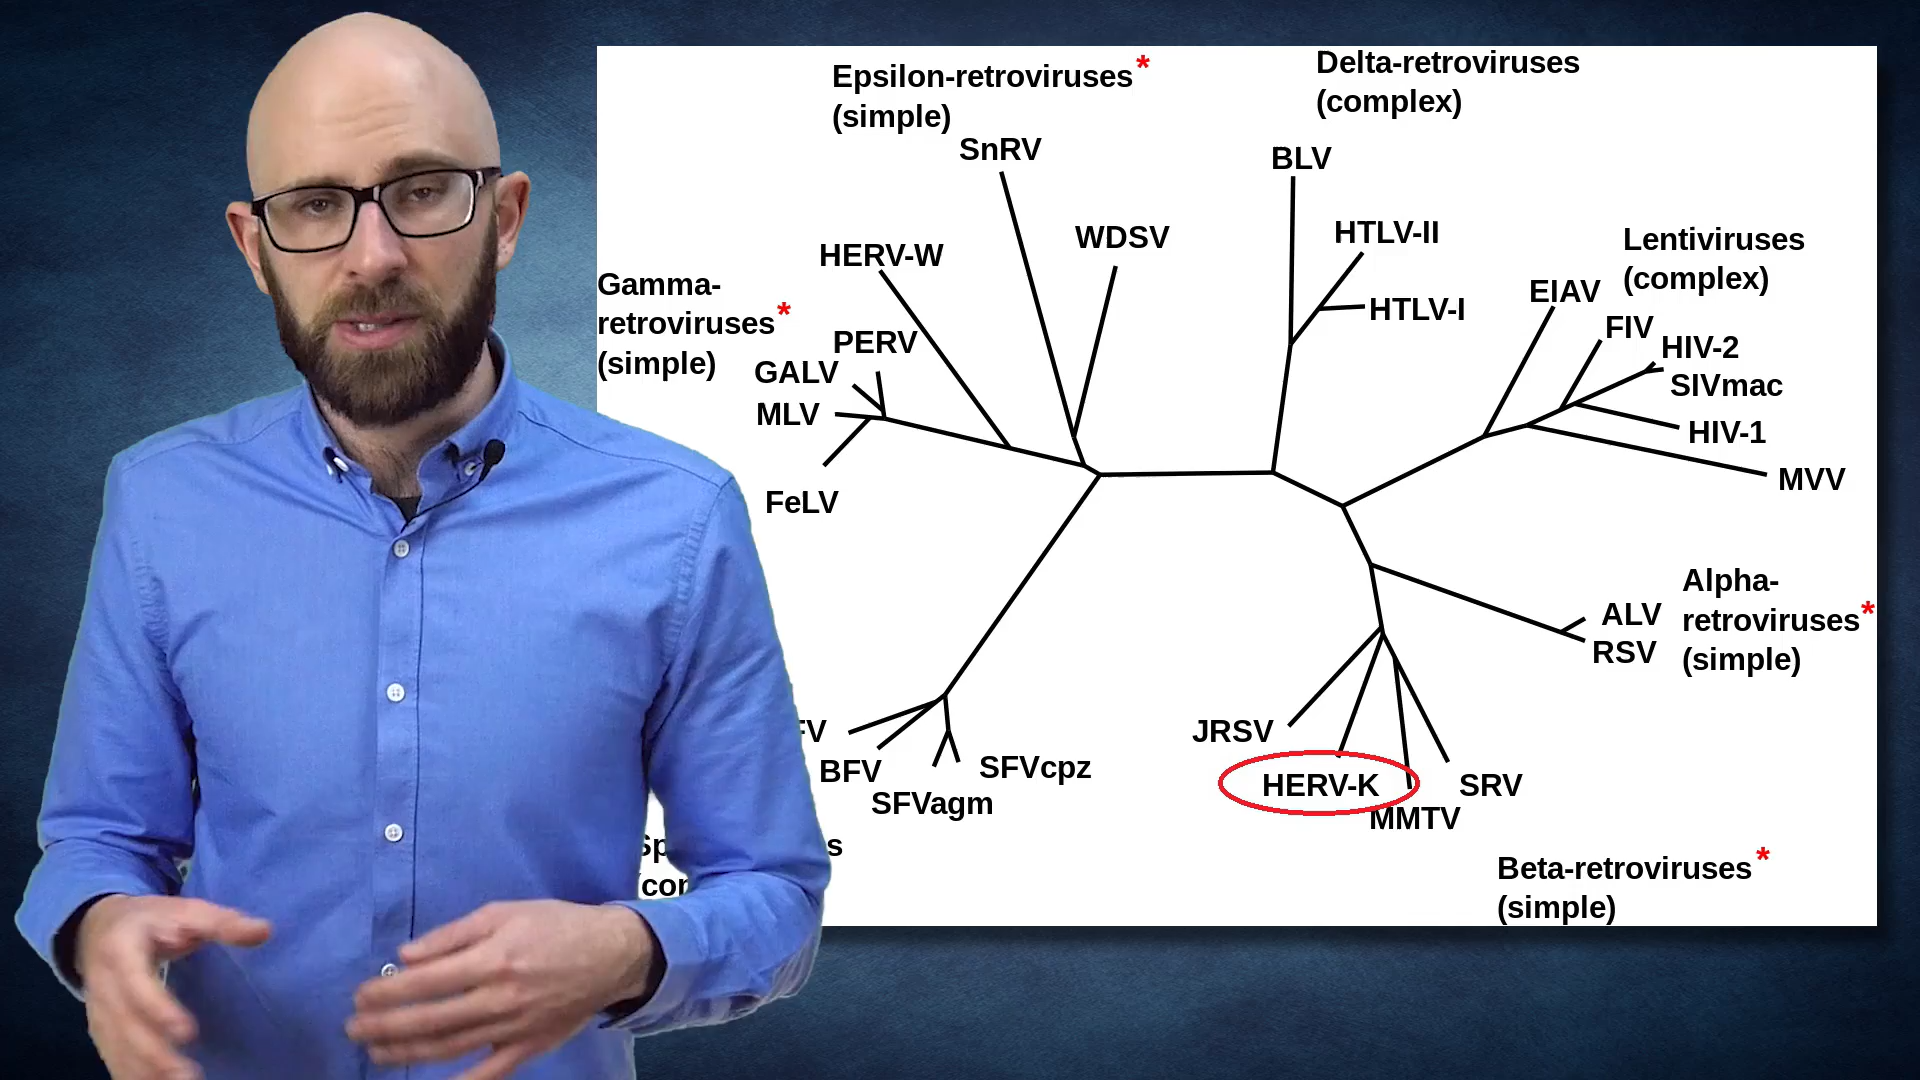 Epsilon-retroviruses*
(simple)
SnRV
WDSV
Delta-retroviruses
(complex)
BLV
HTLV-II
HTLV-I
Lentiviruses
(complex)
EIAV
FIV
HIV-2
SIVmac
HIV-1
MVV
HERV-W
Gamma-
retroviruses*
(simple)
PERV
GALV
MLV
FeLV
Alpha-
retroviruses*
(simple)
ALV
RSV
BFV
SFVagm
SFVcpz
JRSV
HERV-K
MMTV
SRV
Beta-retroviruses*
(simple)